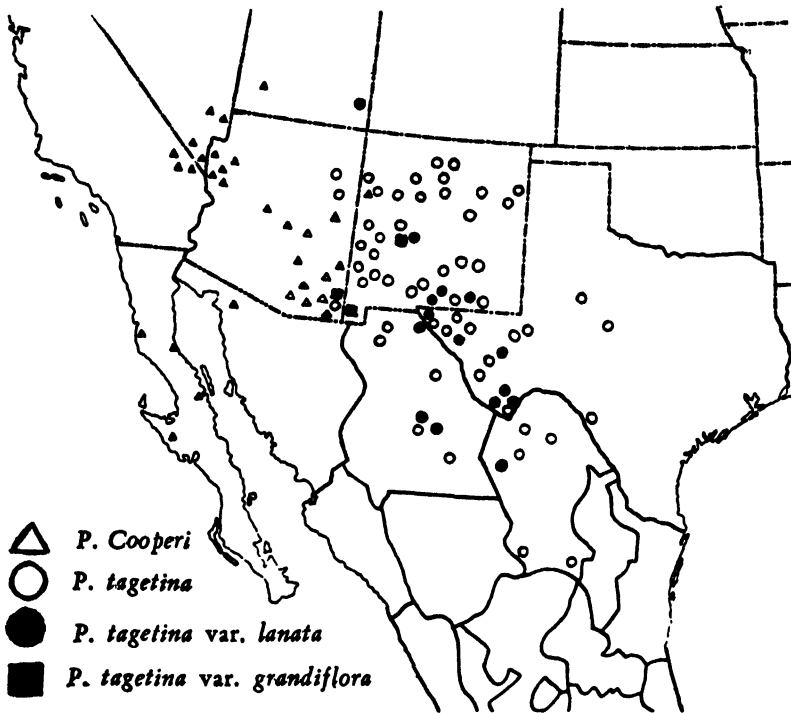 P. Cooperi
P. tagetina
P. tagetina var. lanata
P. tagetina var. grandiflora